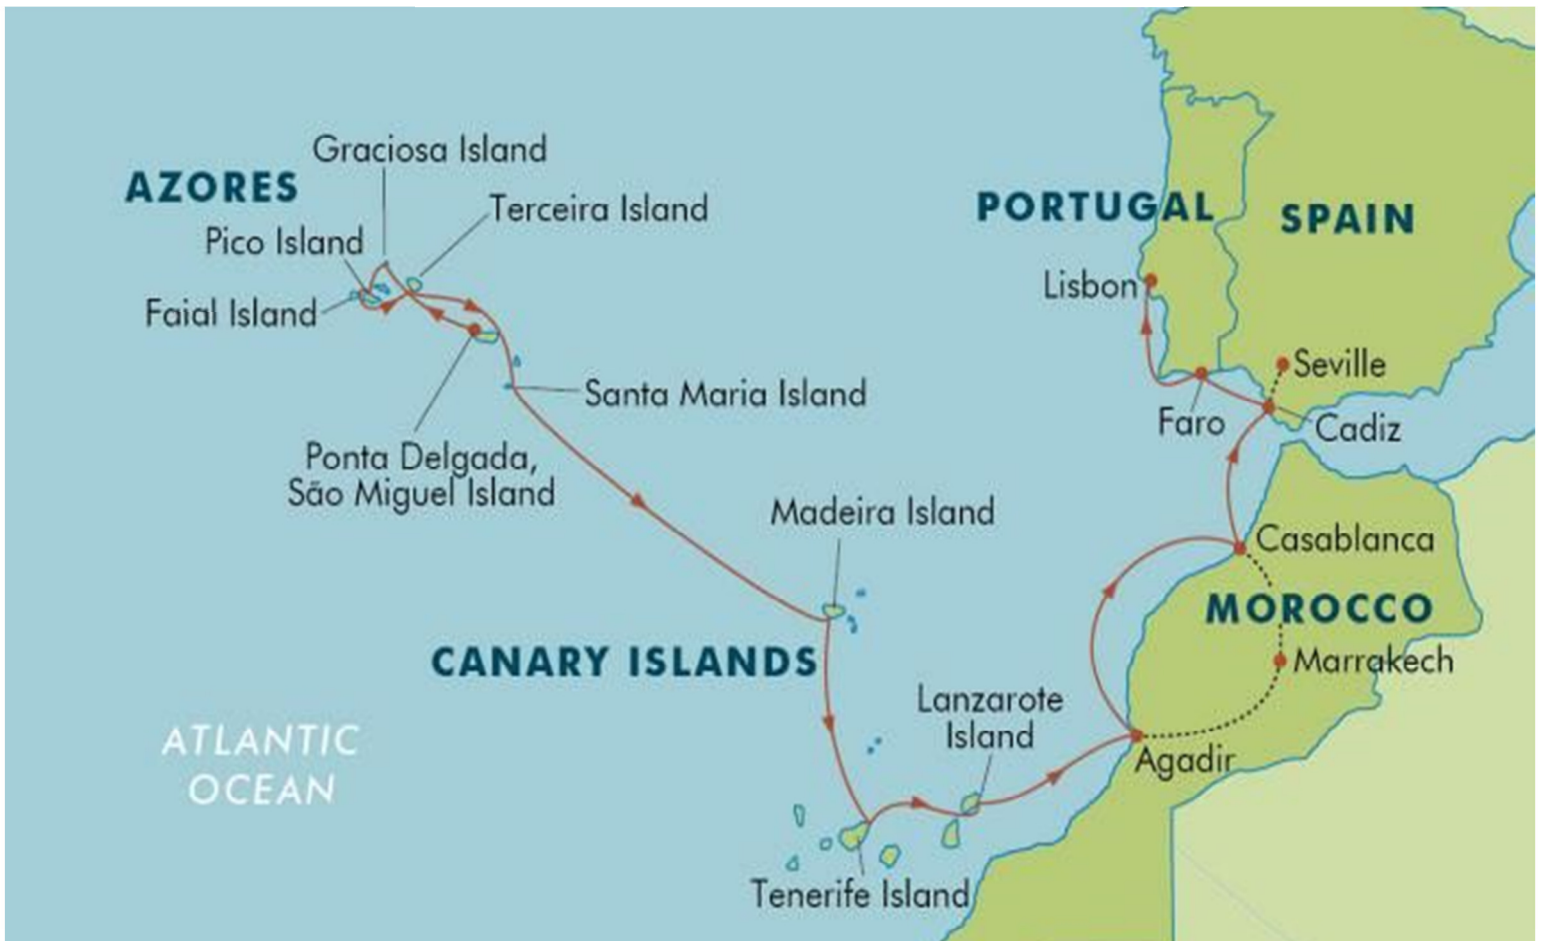 Graciosa Island
AZORES
Terceira Island
PORTUGAL
SPAIN
Pico Island
Lisbon
Faial Island
Seville
Santa Maria Island
Faro
Cadiz
Ponta Delgada,
São Miguel Island
Madeira Island
Casablanca
MOROCCO
CANARY ISLANDS
Marrakech
Lanzarote
Island
ATLANTIC
OCEAN
Agadir
Tenerife Island